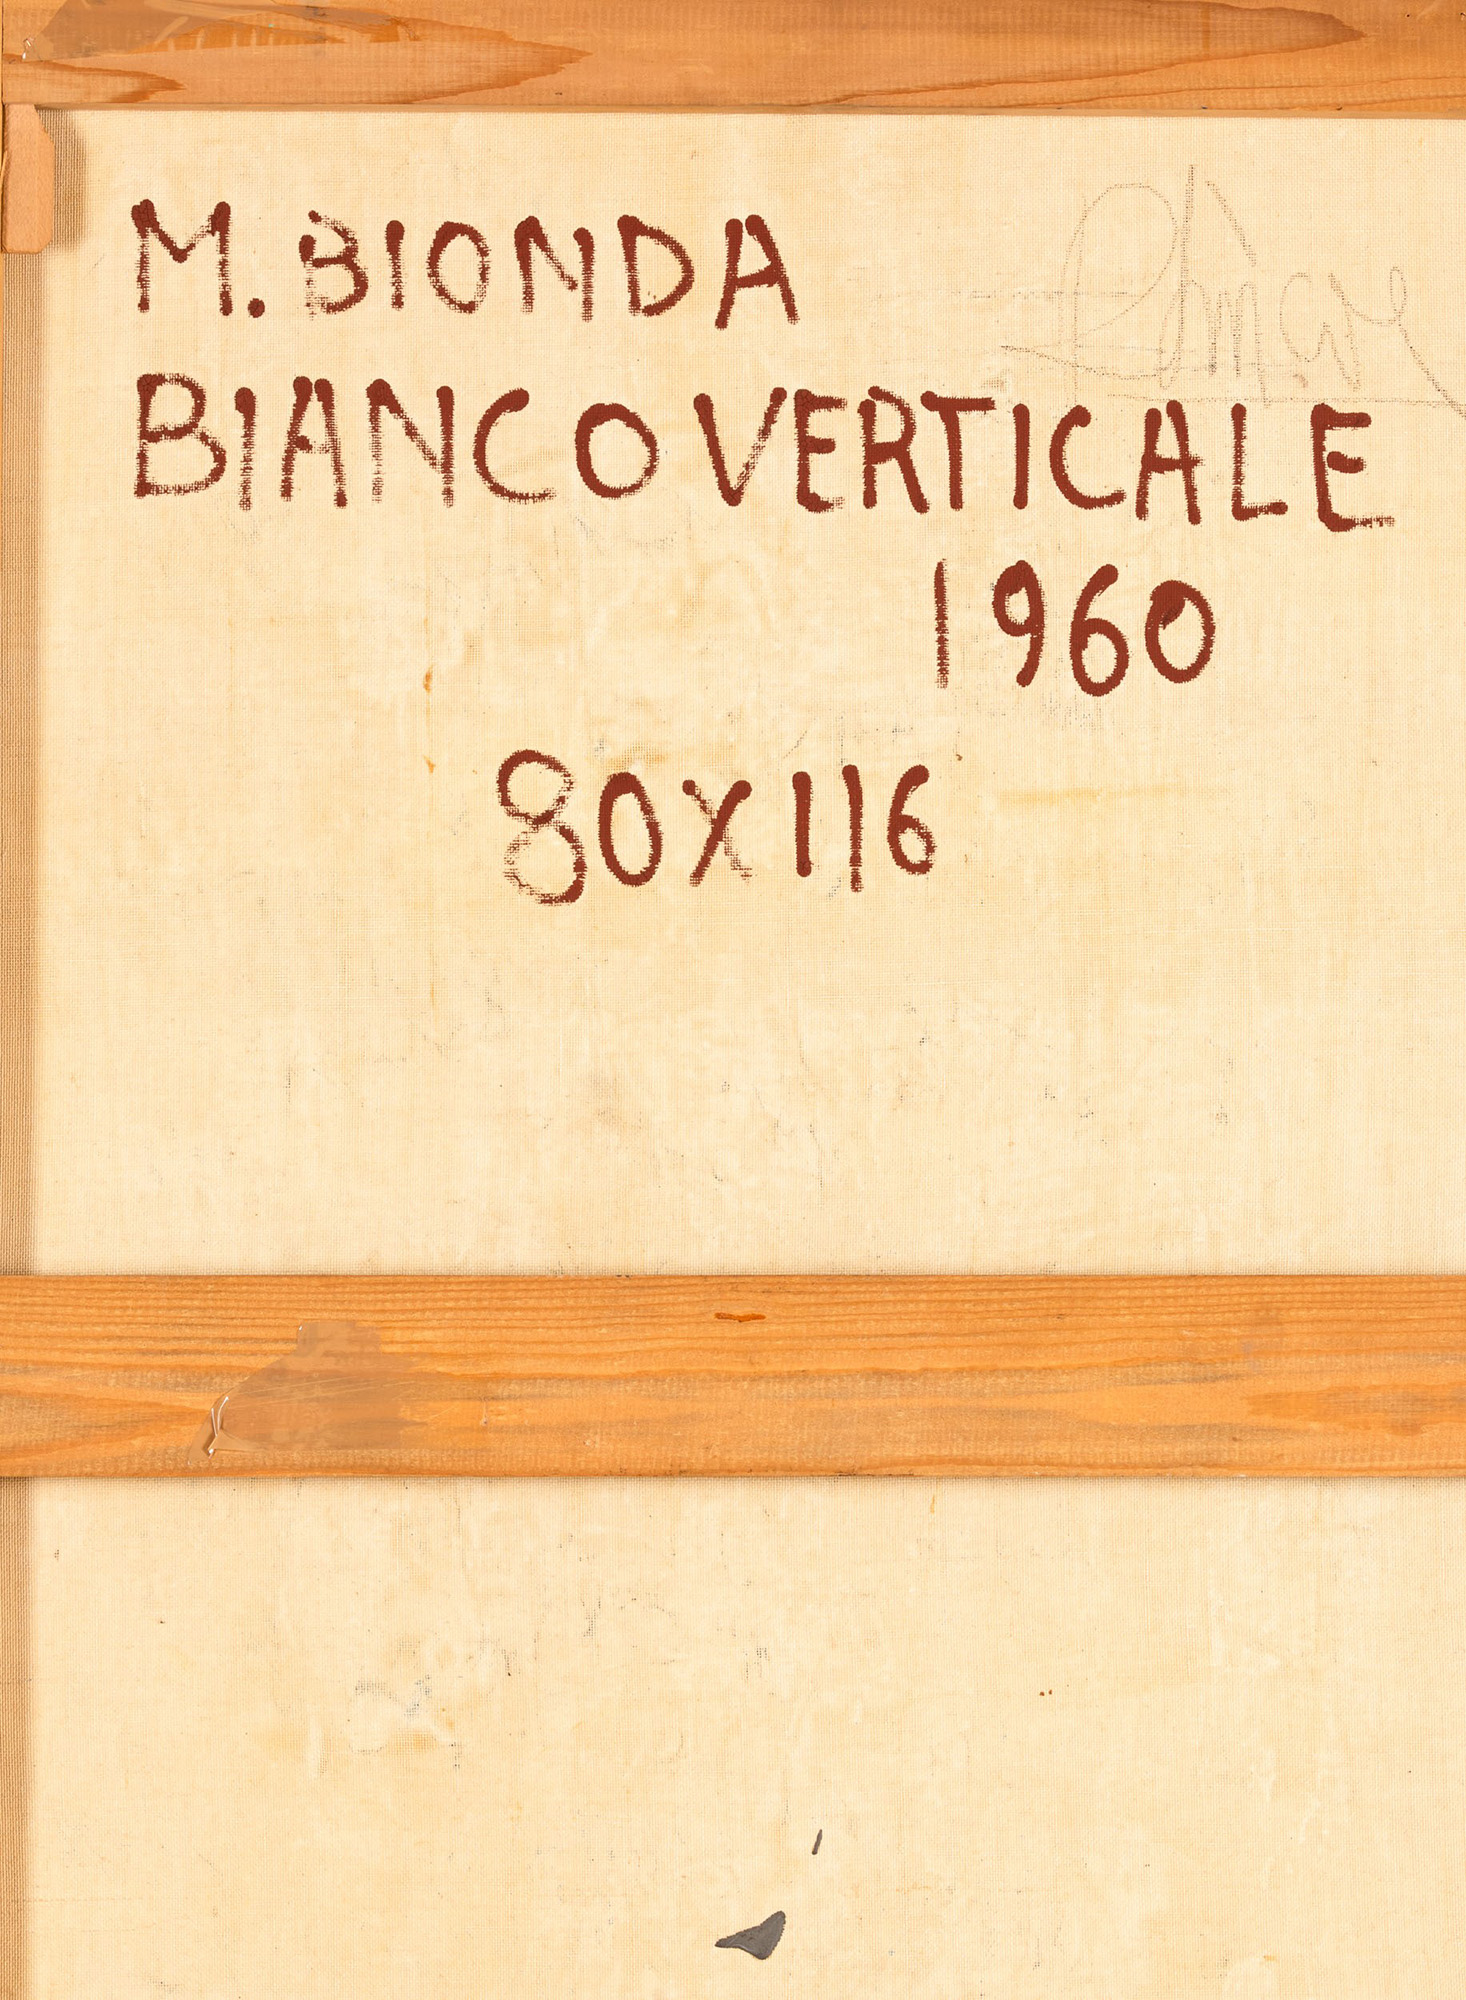 M. BIONDA
BIANCO VERTICALE
1960
80X116